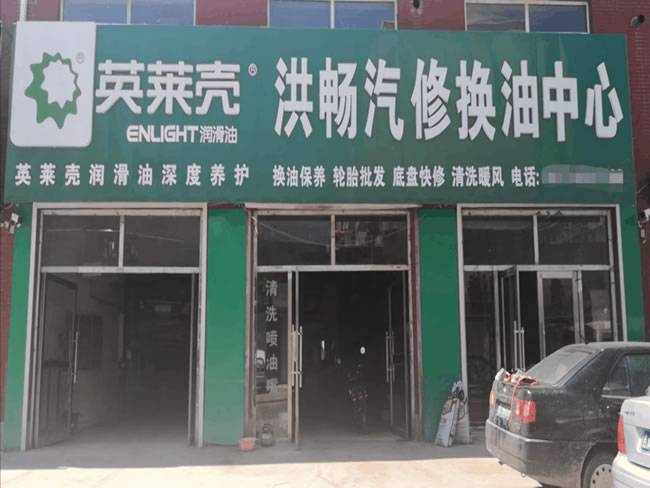 英莱壳®
ENLIGHT润滑油
洪畅汽修换油中心
英莱壳润滑油深度养护
换油保养 轮胎批发 底盘快修 清洗暖风 电话:
清洗喷油嘴